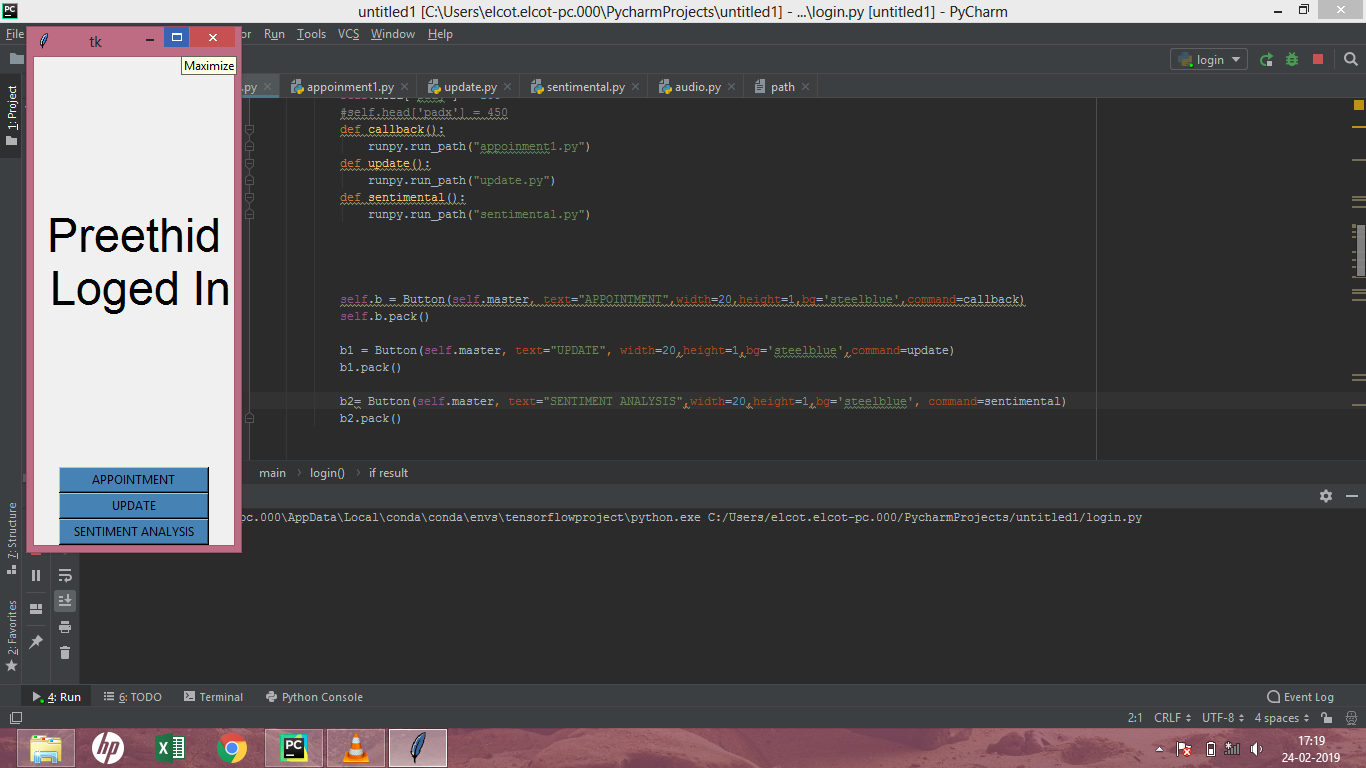 untitled1 [C:\Users\elcot.elcot-pc.000\PycharmProjects\untitled1] - ...\login.py [untitled1] - PyCharm
File
tk
or Run Tools VCS Window Help
Maximize
login
.py appoinment1.py update.py sentimental.py audio.py path
1: Project
#self.head['padx'] = 450
def callback():
runpy.run_path("appoinment1.py")
def update():
runpy.run_path("update.py")
def sentimental():
runpy.run_path("sentimental.py")
Preethid
Loged In
self.b = Button(self.master, text="APPOINTMENT",width=20,height=1,bg='steelblue',command=callback)
self.b.pack()
b1 = Button(self.master, text="UPDATE", width=20,height=1,bg='steelblue',command=update)
b1.pack()
b2= Button(self.master, text="SENTIMENT ANALYSIS",width=20,height=1,bg='steelblue', command=sentimental)
b2.pack()
APPOINTMENT
UPDATE
SENTIMENT ANALYSIS
main login() if result
pc.000\AppData\Local\conda\conda\envs\tensorflowproject\python.exe C:/Users/elcot.elcot-pc.000/PycharmProjects/untitled1/login.py
7: Structure
2: Favorites
4: Run 6: TODO Terminal Python Console Event Log
2:1 CRLF UTF-8 4 spaces
hp
PC
17:19
24-02-2019